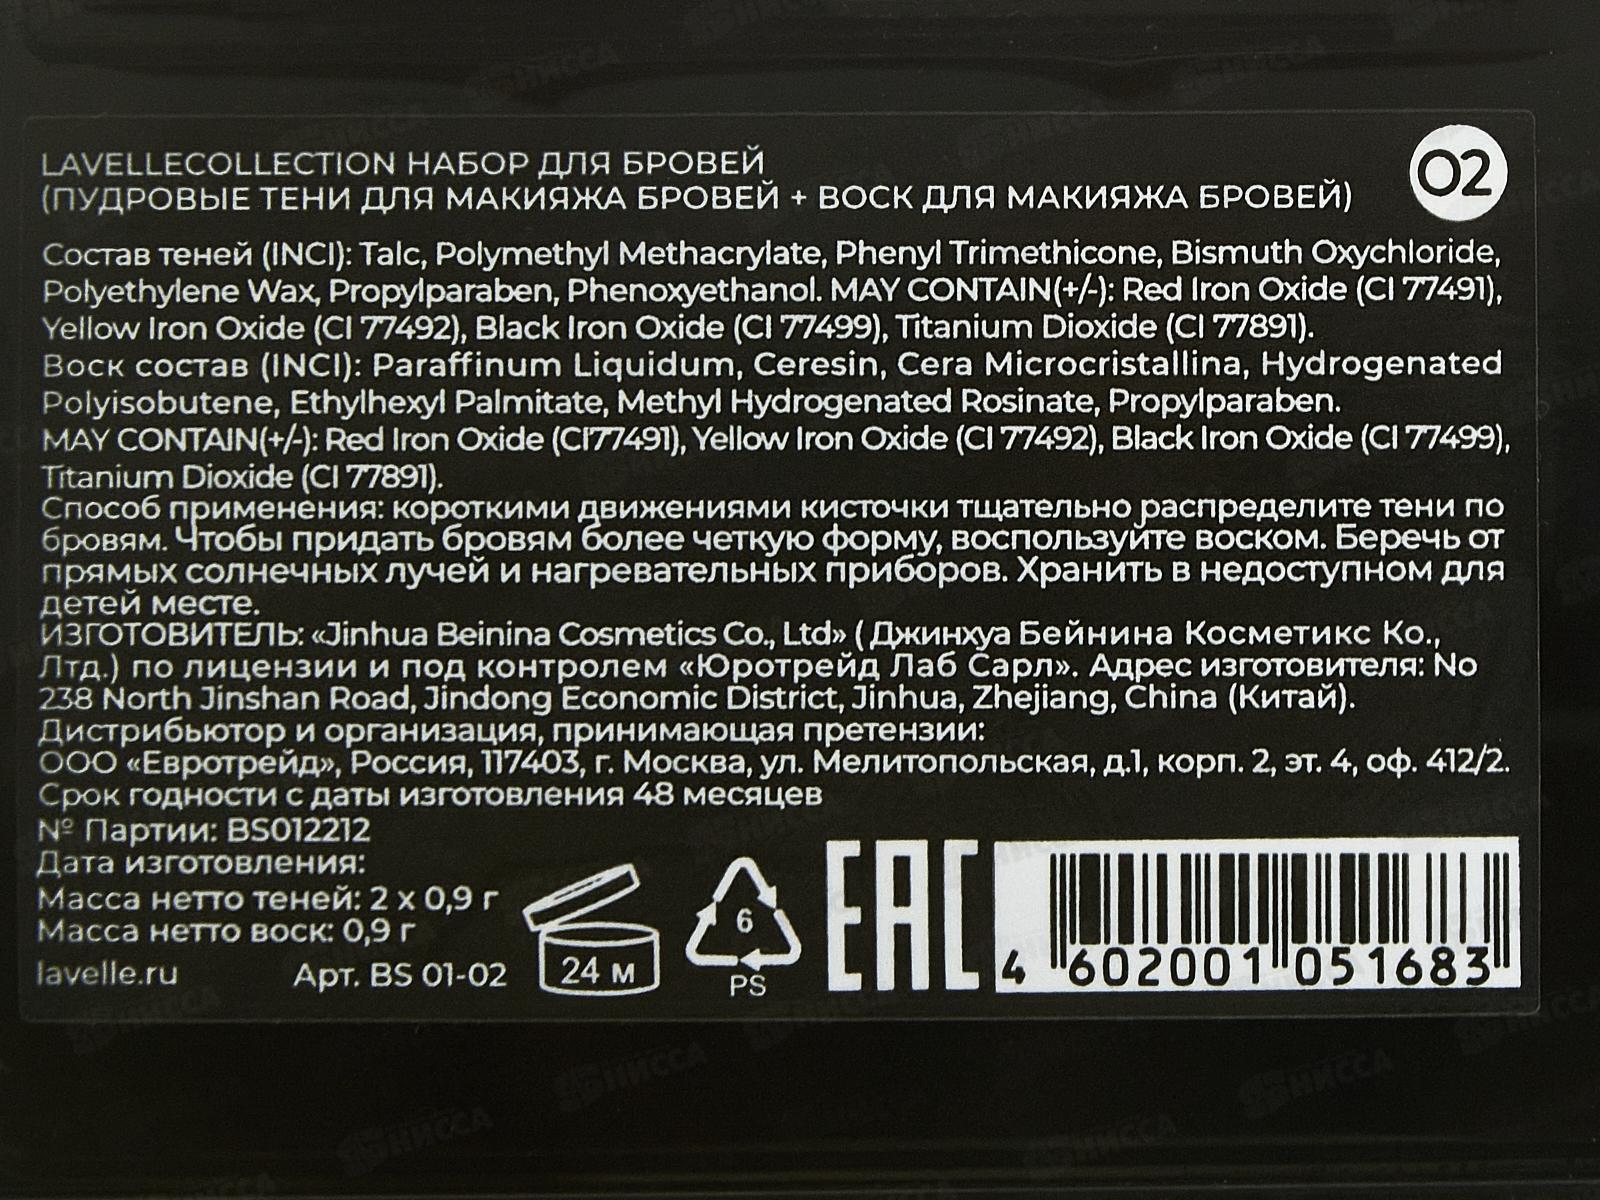 LAVELLECOLLECTION НАБОР ДЛЯ БРОВЕЙ
(ПУДРОВЫЕ ТЕНИ ДЛЯ МАКИЯЖА БРОВЕЙ + ВОСК ДЛЯ МАКИЯЖА БРОВЕЙ)
02
Состав теней (INCI): Talc, Polymethyl Methacrylate, Phenyl Trimethicone, Bismuth Oxychloride,
Polyethylene Wax, Propylparaben, Phenoxyethanol. MAY CONTAIN(+/-): Red Iron Oxide (CI 77491),
Yellow Iron Oxide (CI 77492), Black Iron Oxide (CI 77499), Titanium Dioxide (CI 77891).
Воск состав (INCI): Paraffinum Liquidum, Ceresin, Cera Microcristallina, Hydrogenated
Polyisobutene, Ethylhexyl Palmitate, Methyl Hydrogenated Rosinate, Propylparaben.
MAY CONTAIN(+/-): Red Iron Oxide (CI77491), Yellow Iron Oxide (CI 77492), Black Iron Oxide (CI 77499),
Titanium Dioxide (CI 77891).
Способ применения: короткими движениями кисточки тщательно распределите тени по
бровям. Чтобы придать бровям более четкую форму, воспользуйте воском. Беречь от
прямых солнечных лучей и нагревательных приборов. Хранить в недоступном для
детей месте.
ИЗГОТОВИТЕЛЬ: «Jinhua Beinina Cosmetics Co., Ltd» (Джинхуа Бейнина Косметикс Ко.,
Лтд.) по лицензии и под контролем «Юротрейд Лаб Сарл». Адрес изготовителя: No
238 North Jinshan Road, Jindong Economic District, Jinhua, Zhejiang, China (Китай).
Дистрибьютор и организация, принимающая претензии:
ООО «Евротрейд», Россия, 117403, г. Москва, ул. Мелитопольская, д.1, корп. 2, эт. 4, оф. 412/2.
Срок годности с даты изготовления 48 месяцев
№ Партии: BS012212
Дата изготовления:
Масса нетто теней: 2 x 0,9 г
Масса нетто воск: 0,9 г
lavelle.ru Арт. BS 01-02
24 м
6
PS
EAC
4 602001 051683
НИССА